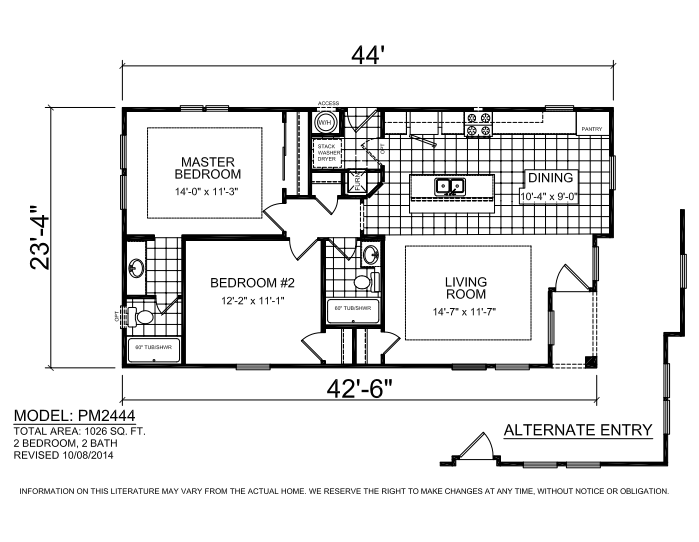 44'
ACCESS
W/H
STACK
WASHER
DRYER
OPT
FURN
PANTRY
MASTER
BEDROOM
14'-0" x 11'-3"
DINING
10'-4" x 9'-0"
23'-4"
BEDROOM #2
12'-2" x 11'-1"
LIVING
ROOM
14'-7" x 11'-7"
OPT
60" TUB/SHWR
60" TUB/SHWR
42'-6"
MODEL: PM2444
TOTAL AREA: 1026 SQ. FT.
2 BEDROOM, 2 BATH
REVISED 10/08/2014
ALTERNATE ENTRY
INFORMATION ON THIS LITERATURE MAY VARY FROM THE ACTUAL HOME. WE RESERVE THE RIGHT TO MAKE CHANGES AT ANY TIME, WITHOUT NOTICE OR OBLIGATION.